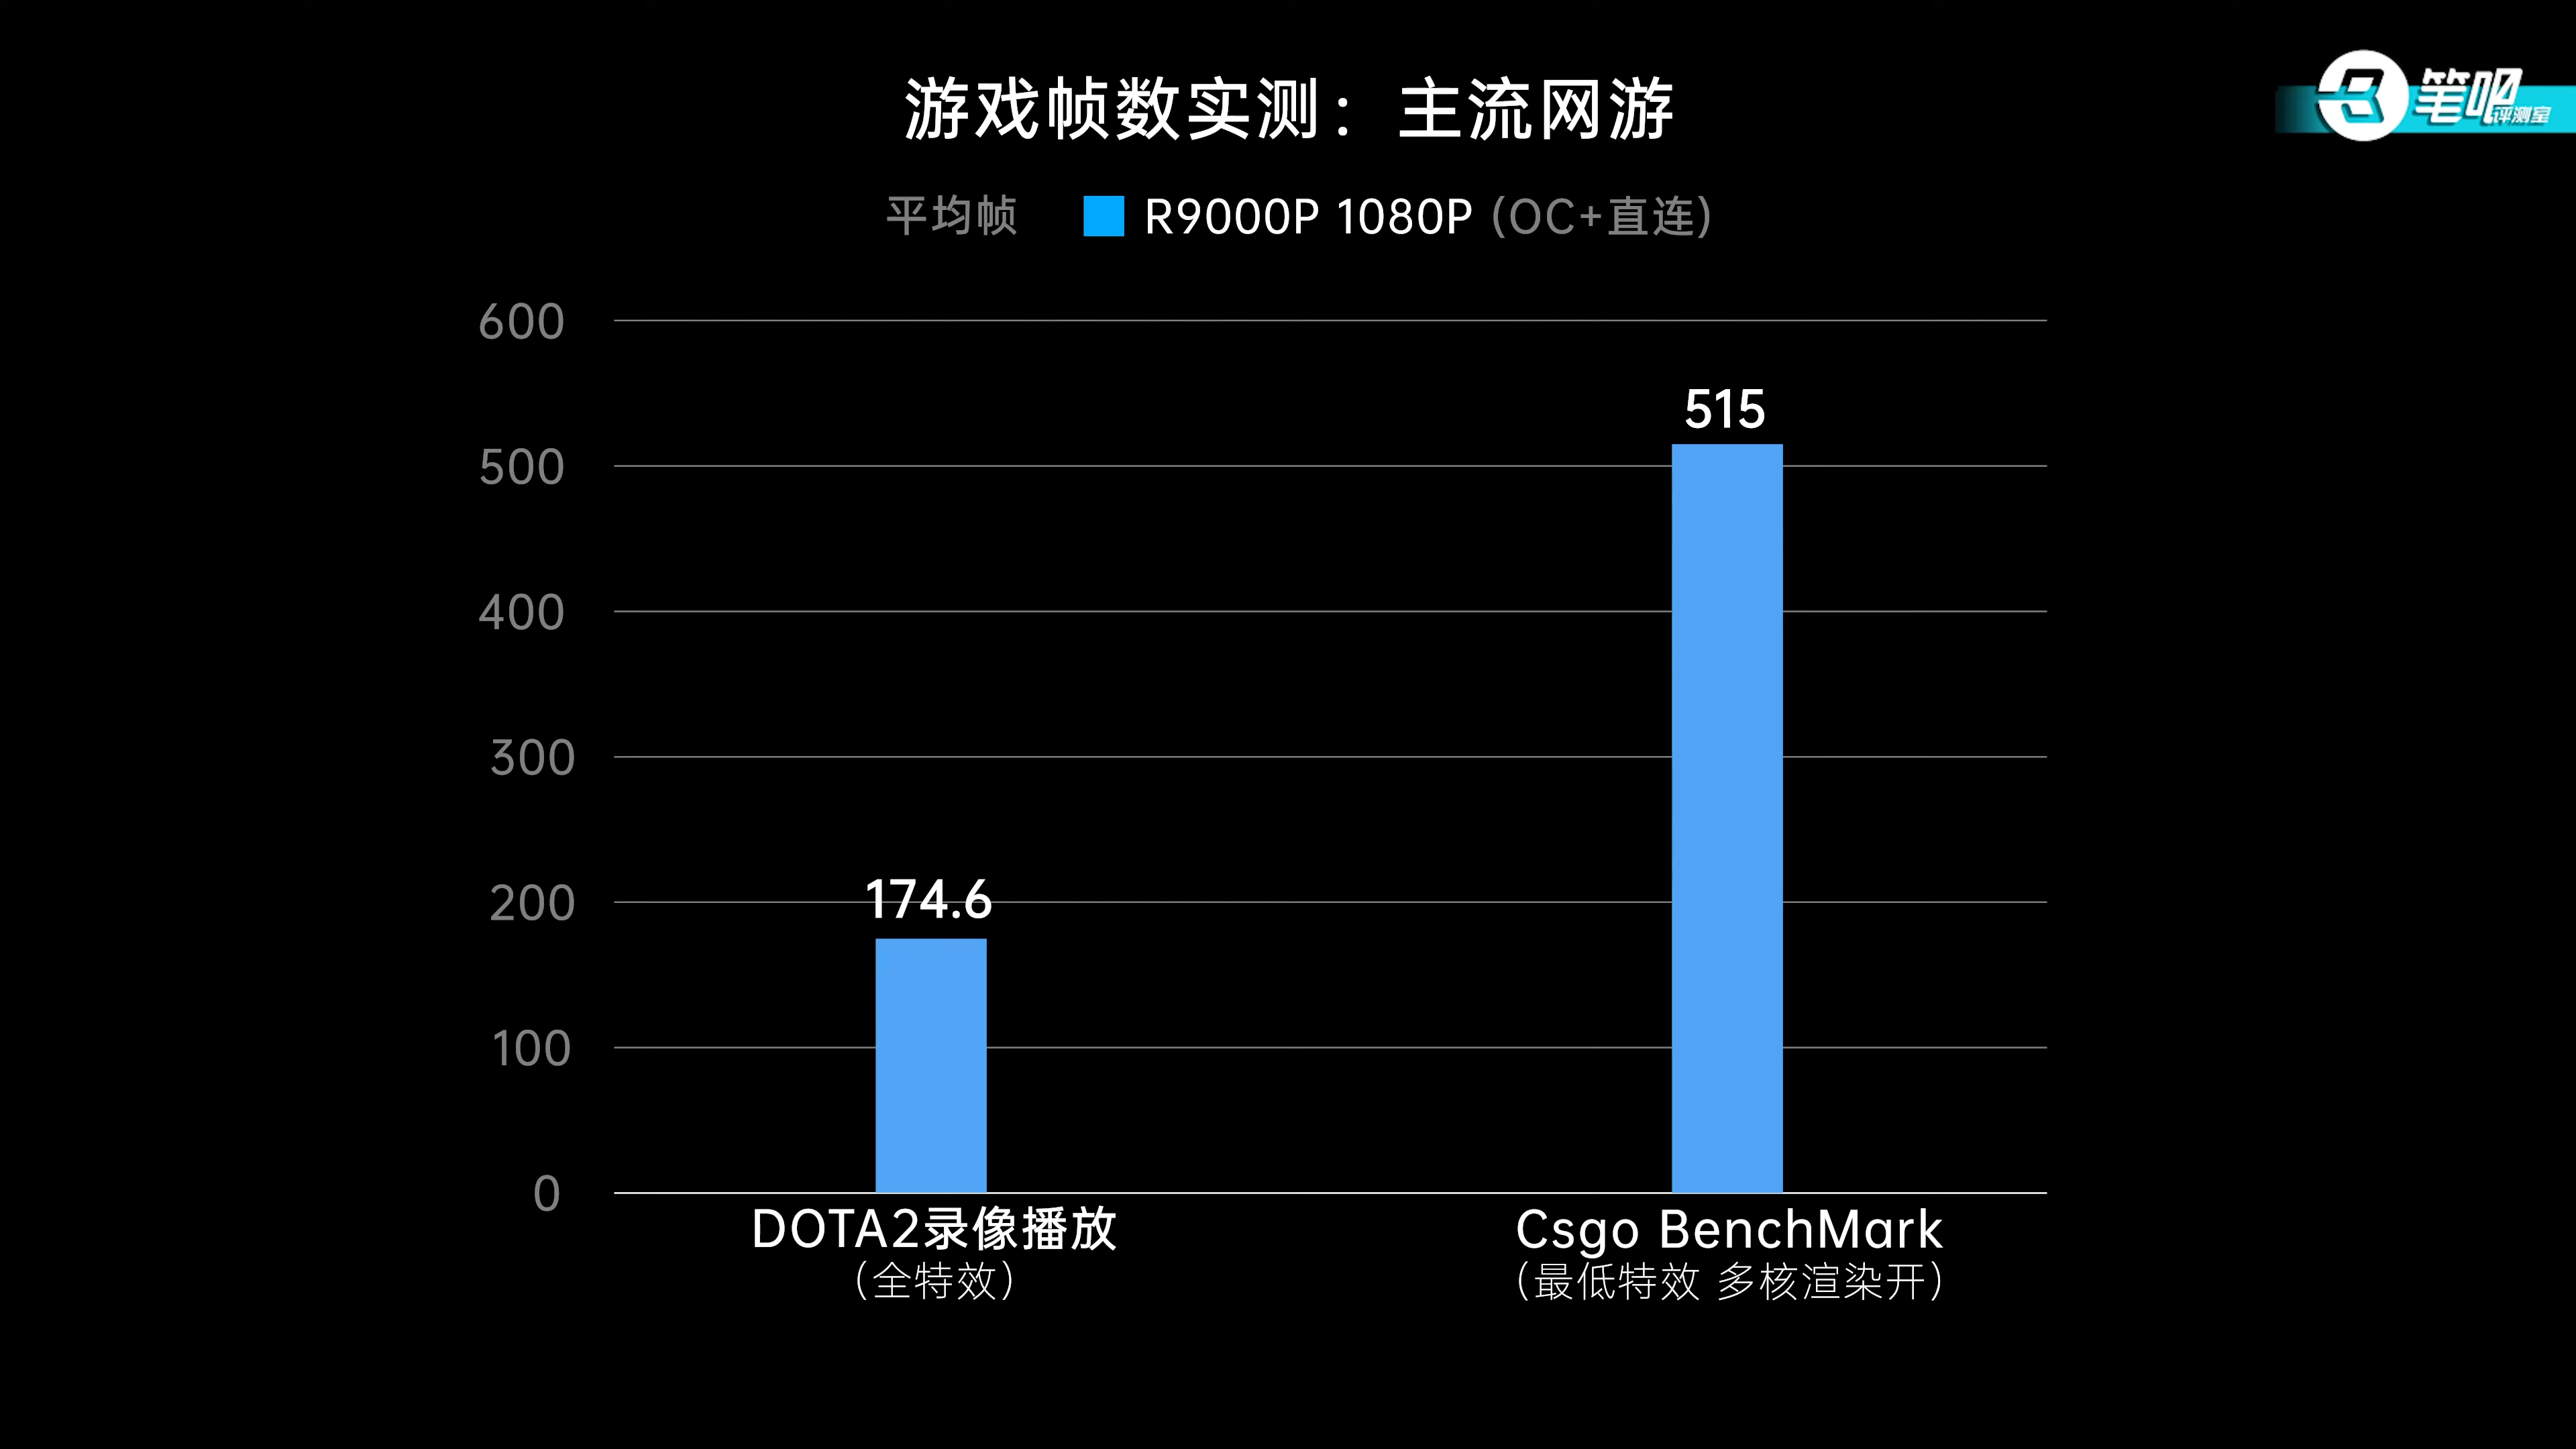 游戏帧数实测：主流网游
笔吧评测室
平均帧 R9000P 1080P (OC+直连)
600
515
500
400
300
200
174.6
100
0
DOTA2录像播放
（全特效）
Csgo BenchMark
（最低特效 多核渲染开）